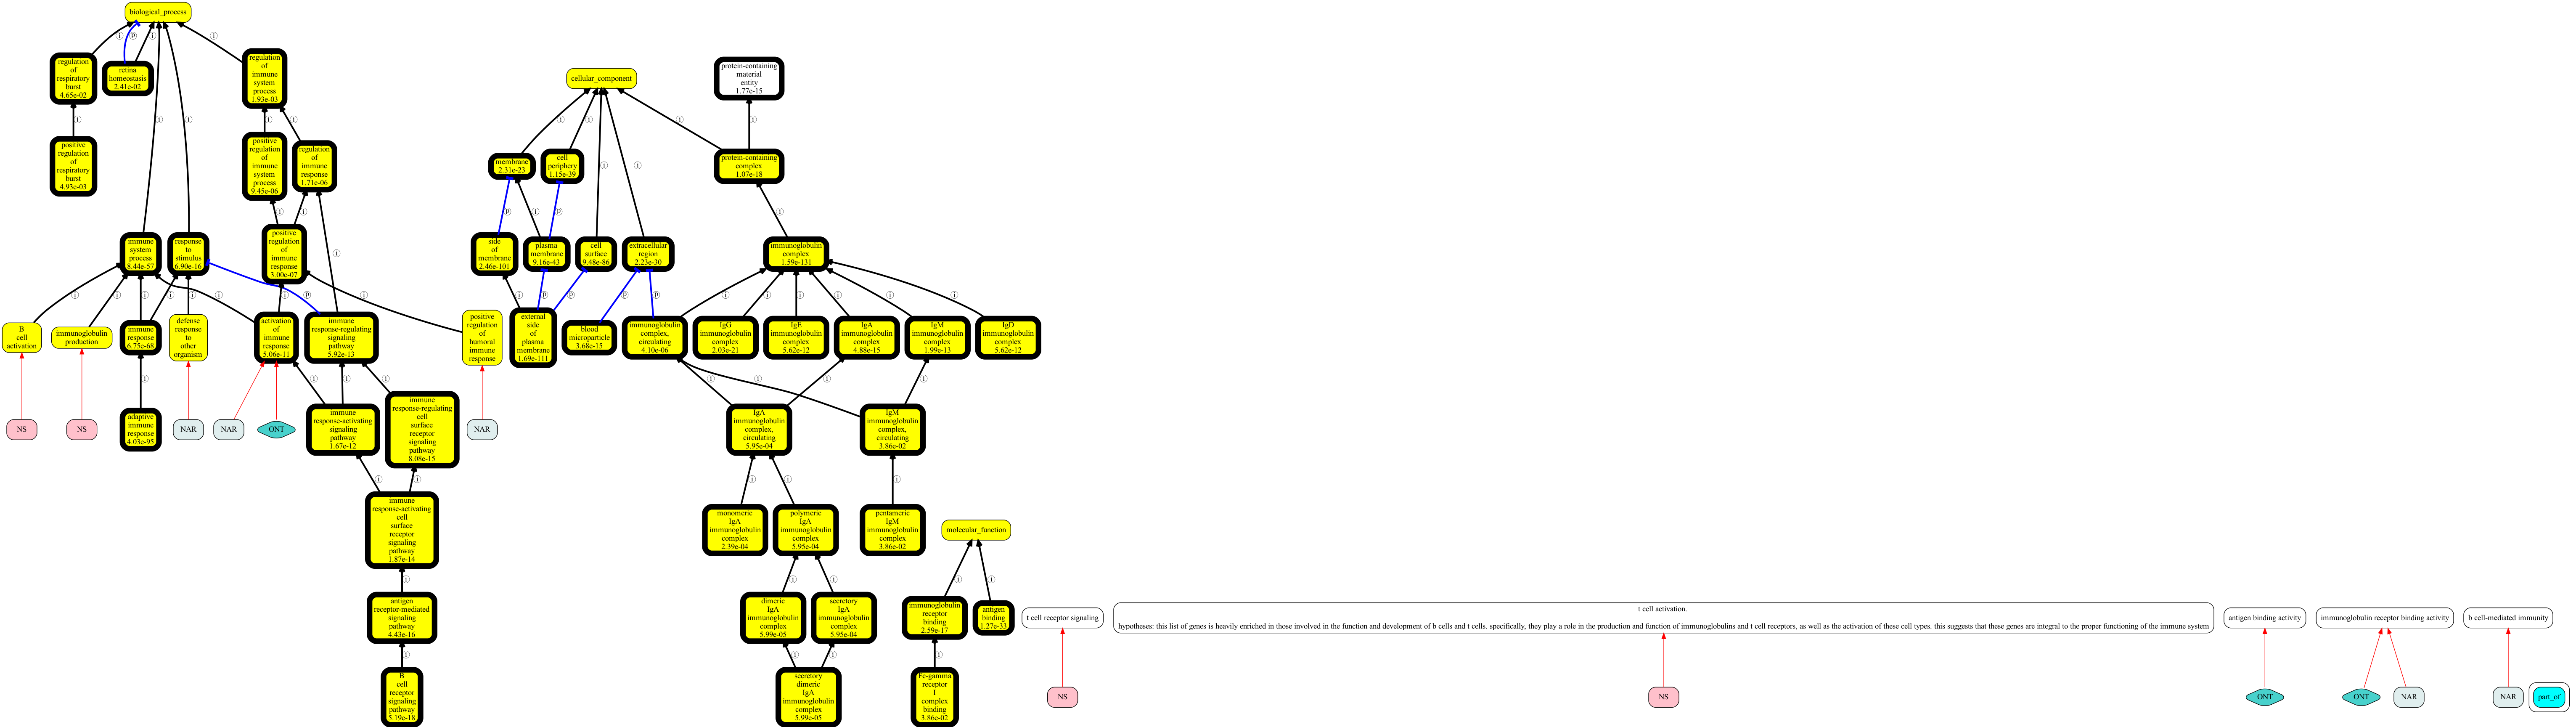 biological_process
regulation
of
respiratory
burst
4.65e-02
retina
homeostasis
2.41e-02
regulation
of
immune
system
process
1.93e-03
positive
regulation
of
respiratory
burst
4.93e-03
positive
regulation
of
immune
system
process
9.45e-06
regulation
of
immune
response
1.71e-06
immune
system
process
8.44e-57
response
to
stimulus
6.90e-16
positive
regulation
of
immune
response
3.00e-07
B
cell
activation
immunoglobulin
production
immune
response
6.75e-68
defense
response
to
other
organism
activation
of
immune
response
5.06e-11
immune
response-regulating
signaling
pathway
5.92e-13
positive
regulation
of
humoral
immune
response
NS
NS
adaptive
immune
response
4.03e-95
NAR
NAR
ONT
immune
response-activating
signaling
pathway
1.67e-12
immune
response-regulating
cell
surface
receptor
signaling
pathway
8.08e-15
NAR
immune
response-activating
cell
surface
receptor
signaling
pathway
1.87e-14
antigen
receptor-mediated
signaling
pathway
4.43e-16
B
cell
receptor
signaling
pathway
5.19e-18
cellular_component
protein-containing
material
entity
1.77e-15
membrane
2.31e-23
cell
periphery
1.15e-39
protein-containing
complex
1.07e-18
side
of
membrane
2.46e-101
plasma
membrane
9.16e-43
cell
surface
9.48e-86
extracellular
region
2.23e-30
immunoglobulin
complex
1.59e-131
external
side
of
plasma
membrane
1.69e-111
blood
microparticle
3.68e-15
immunoglobulin
complex,
circulating
4.10e-06
IgG
immunoglobulin
complex
2.03e-21
IgE
immunoglobulin
complex
5.62e-12
IgA
immunoglobulin
complex
4.88e-15
IgM
immunoglobulin
complex
1.99e-13
IgD
immunoglobulin
complex
5.62e-12
IgA
immunoglobulin
complex,
circulating
5.95e-04
IgM
immunoglobulin
complex,
circulating
3.86e-02
monomeric
IgA
immunoglobulin
complex
2.39e-04
polymeric
IgA
immunoglobulin
complex
5.95e-04
pentameric
IgM
immunoglobulin
complex
3.86e-02
dimeric
IgA
immunoglobulin
complex
5.99e-05
secretory
IgA
immunoglobulin
complex
5.95e-04
secretory
dimeric
IgA
immunoglobulin
complex
5.99e-05
molecular_function
immunoglobulin
receptor
binding
2.59e-17
antigen
binding
1.27e-33
Fc-gamma
receptor
I
complex
binding
3.86e-02
t cell receptor signaling
NS
t cell activation.
hypotheses: this list of genes is heavily enriched in those involved in the function and development of b cells and t cells. specifically, they play a role in the production and function of immunoglobulins and t cell receptors, as well as the activation of these cell types. this suggests that these genes are integral to the proper functioning of the immune system
NS
antigen binding activity
ONT
immunoglobulin receptor binding activity
ONT
NAR
b cell-mediated immunity
NAR
part_of